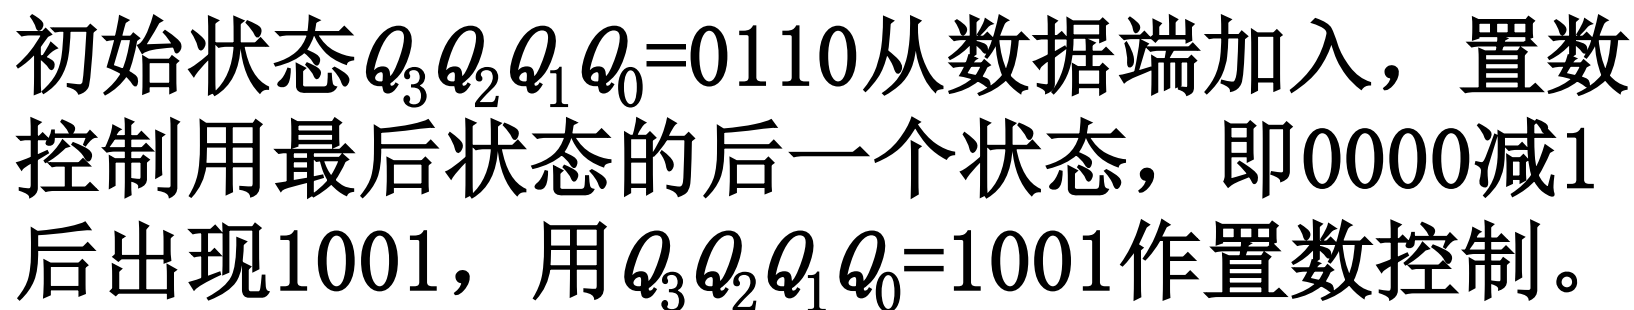 初始状态Q₃Q₂Q₁Q₀=0110从数据端加入，置数
控制用最后状态的后一个状态，即0000减1
后出现1001，用Q₃Q₂Q₁Q₀=1001作置数控制。